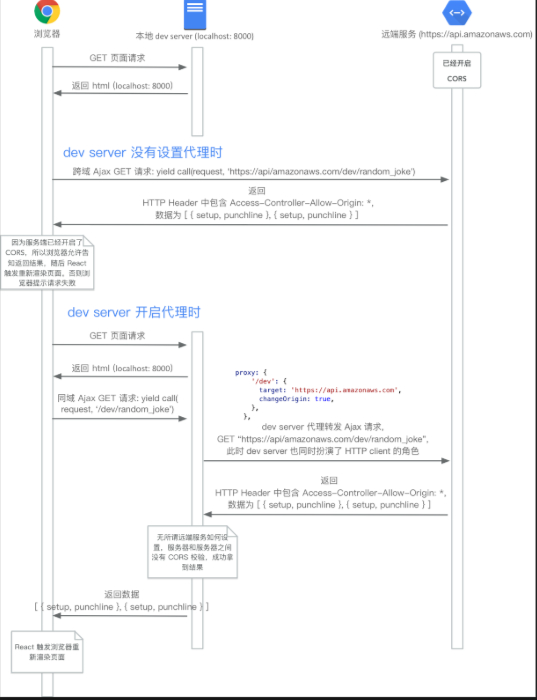 浏览器
本地 dev server (localhost: 8000)
远端服务 (https://api.amazonaws.com)
已经开启
CORS
GET 页面请求
返回 html (localhost: 8000)
dev server 没有设置代理时
跨域 Ajax GET 请求: yield call(request, 'https://api/amazonaws.com/dev/random_joke')
返回
HTTP Header 中包含 Access-Controller-Allow-Origin: *,
数据为 [ { setup, punchline }, { setup, punchline } ]
因为服务端已经开启了
CORS，所以浏览器允许告
知返回结果，随后 React
触发重新渲染页面，否则浏
览器提示请求失败
dev server 开启代理时
GET 页面请求
返回 html (localhost: 8000)
同域 Ajax GET 请求: yield call(
request, '/dev/random_joke')
proxy: {
'/dev': {
target: 'https://api.amazonaws.com',
changeOrigin: true,
},
},
dev server 代理转发 Ajax 请求,
GET "https://api/amazonaws.com/dev/random_joke",
此时 dev server 也同时扮演了 HTTP client 的角色
返回
HTTP Header 中包含 Access-Controller-Allow-Origin: *,
数据为 [ { setup, punchline }, { setup, punchline } ]
无所谓远端服务如何设
置，服务器和服务器之间
没有 CORS 校验，成功拿
到结果
返回数据
[ { setup, punchline }, { setup, punchline } ]
React 触发浏览器重
新渲染页面